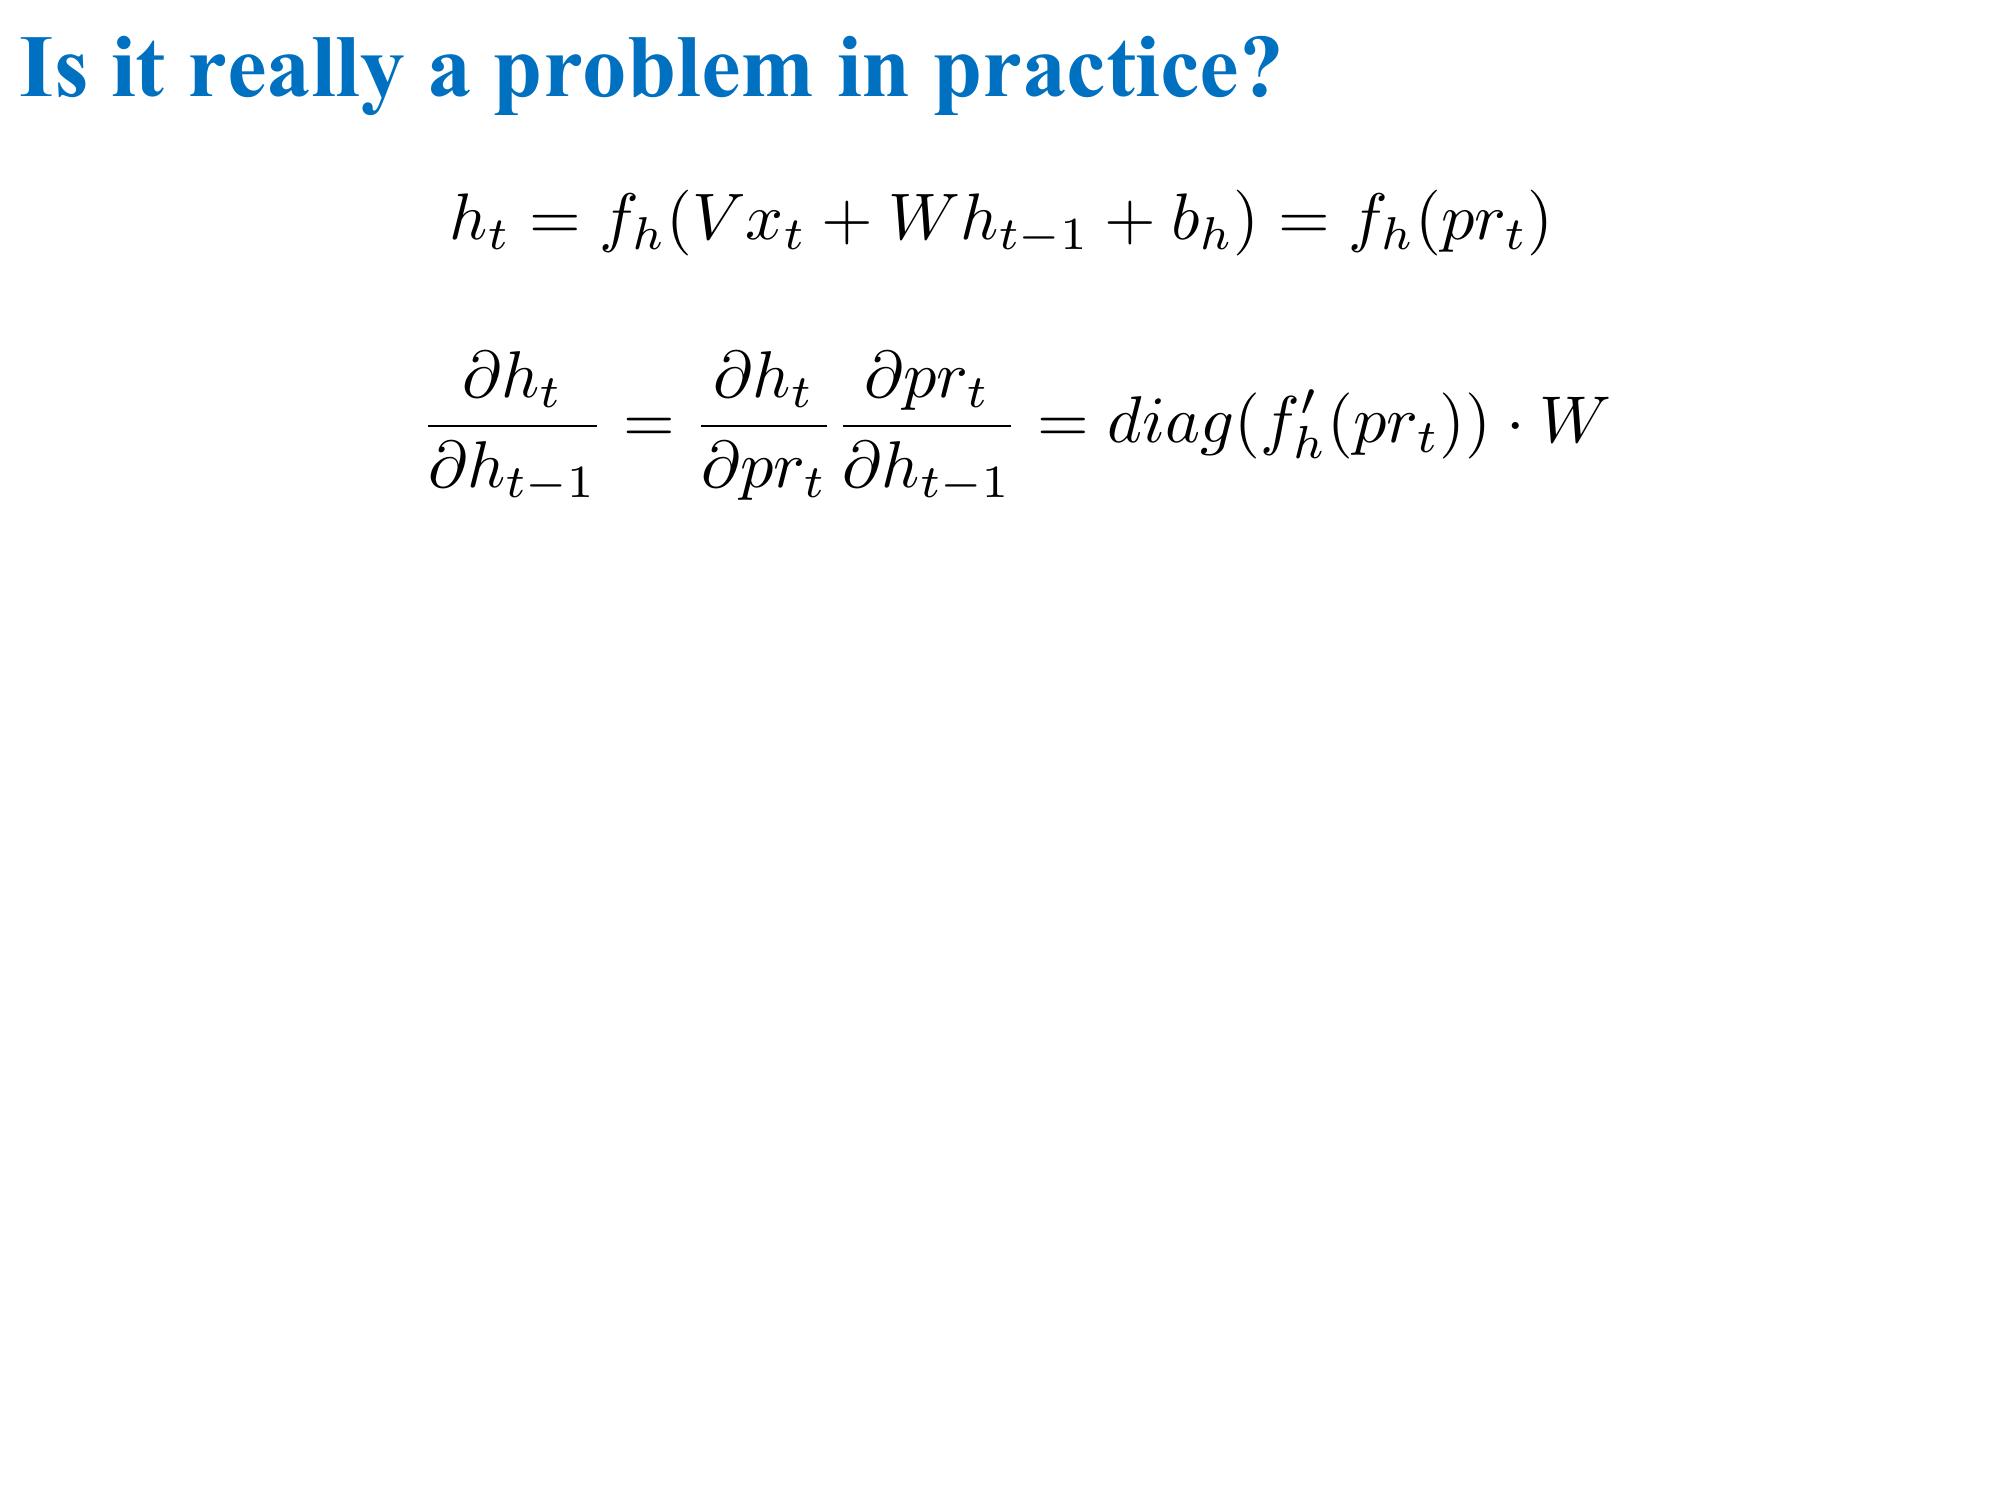 Is it really a problem in practice?
$h_t = f_h(Vx_t + Wh_{t-1} + b_h) = f_h(pr_t)$
$\frac{\partial h_t}{\partial h_{t-1}} = \frac{\partial h_t}{\partial pr_t} \frac{\partial pr_t}{\partial h_{t-1}} = diag(f'_h(pr_t)) \cdot W$